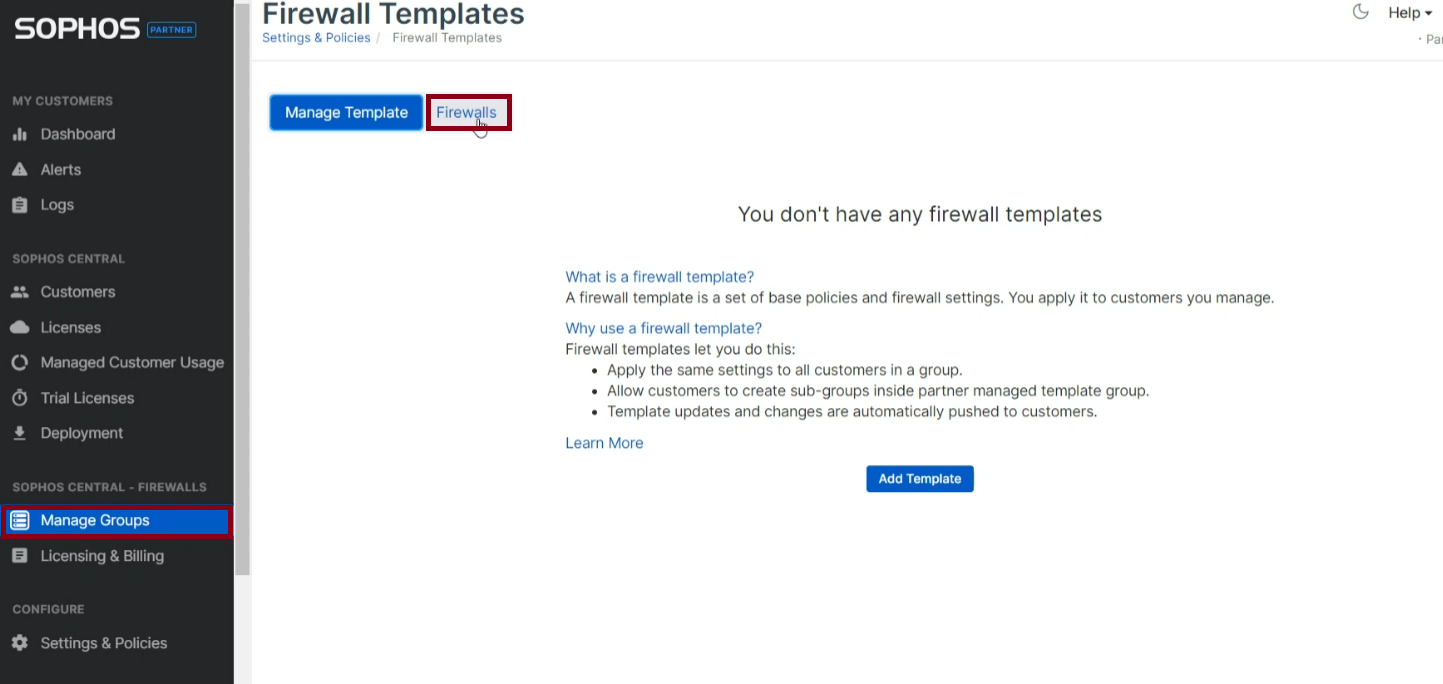 SOPHOS PARTNER
MY CUSTOMERS
Dashboard
Alerts
Logs
SOPHOS CENTRAL
Customers
Licenses
Managed Customer Usage
Trial Licenses
Deployment
SOPHOS CENTRAL - FIREWALLS
Manage Groups
Licensing & Billing
CONFIGURE
Settings & Policies
Firewall Templates
Settings & Policies / Firewall Templates
Help
Manage Template
Firewalls
You don't have any firewall templates
What is a firewall template?
A firewall template is a set of base policies and firewall settings. You apply it to customers you manage.
Why use a firewall template?
Firewall templates let you do this:
• Apply the same settings to all customers in a group.
• Allow customers to create sub-groups inside partner managed template group.
• Template updates and changes are automatically pushed to customers.
Learn More
Add Template